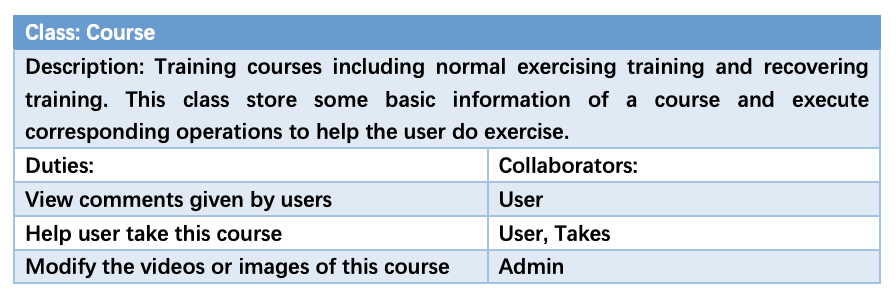 Class: Course
Description: Training courses including normal exercising training and recovering
training. This class store some basic information of a course and execute
corresponding operations to help the user do exercise.
Duties:
Collaborators:
View comments given by users
User
Help user take this course
User, Takes
Modify the videos or images of this course
Admin